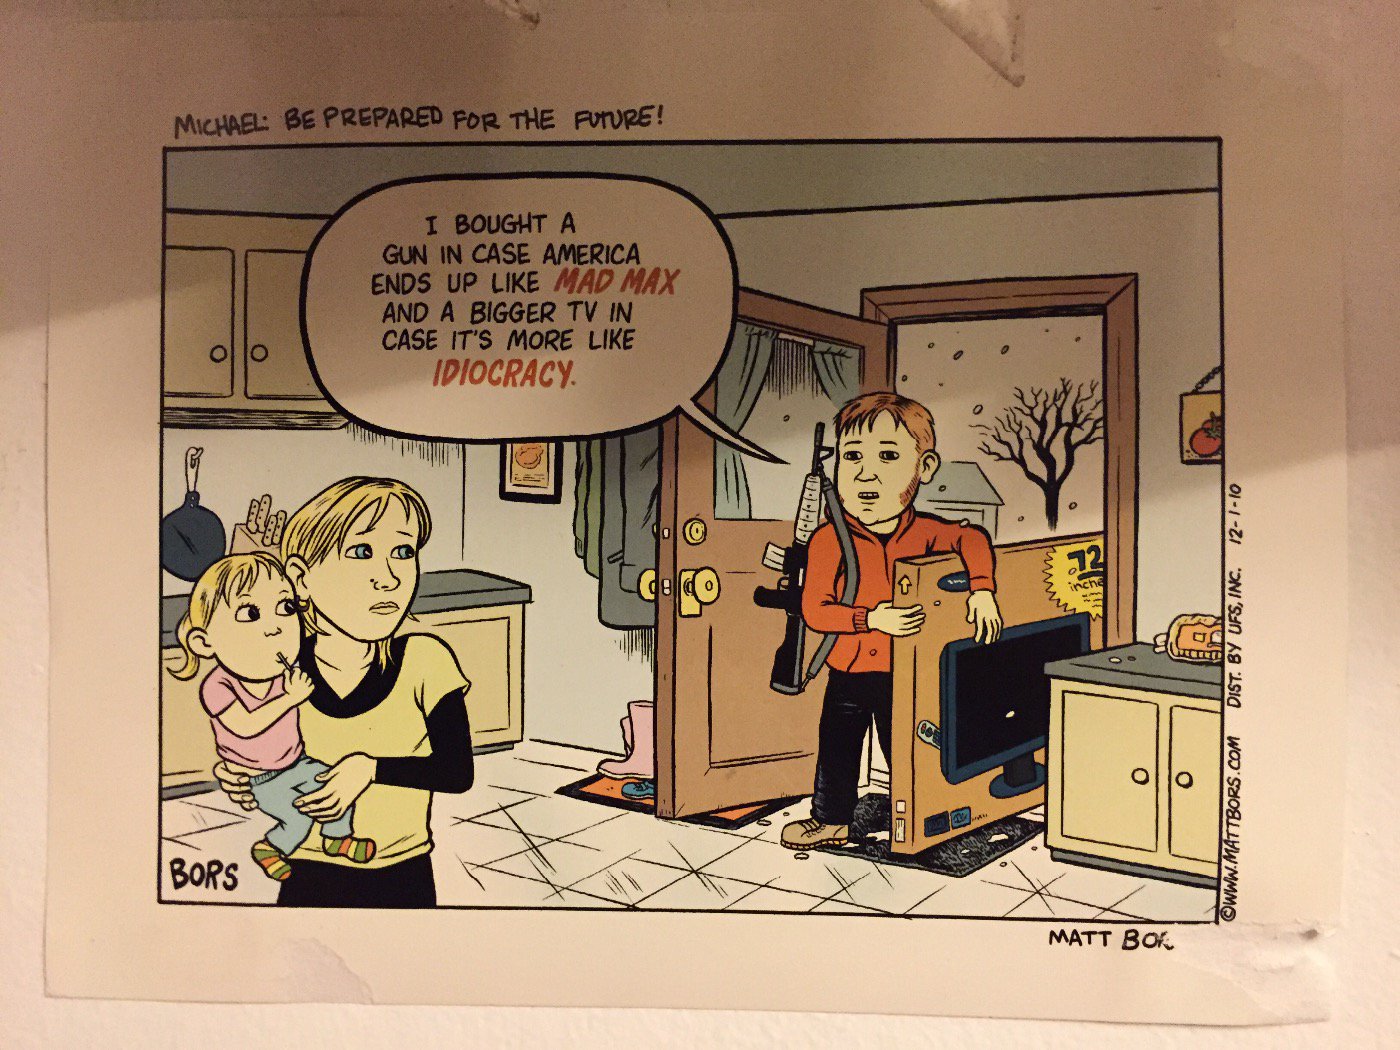 MICHAEL: BE PREPARED FOR THE FUTURE!
I BOUGHT A
GUN IN CASE AMERICA
ENDS UP LIKE MAD MAX
AND A BIGGER TV IN
CASE IT'S MORE LIKE
IDIOCRACY.
72
inche
BORS
©WWW.MATTBORS.COM DIST. BY UFS, INC. 12-1-10
MATT BOR